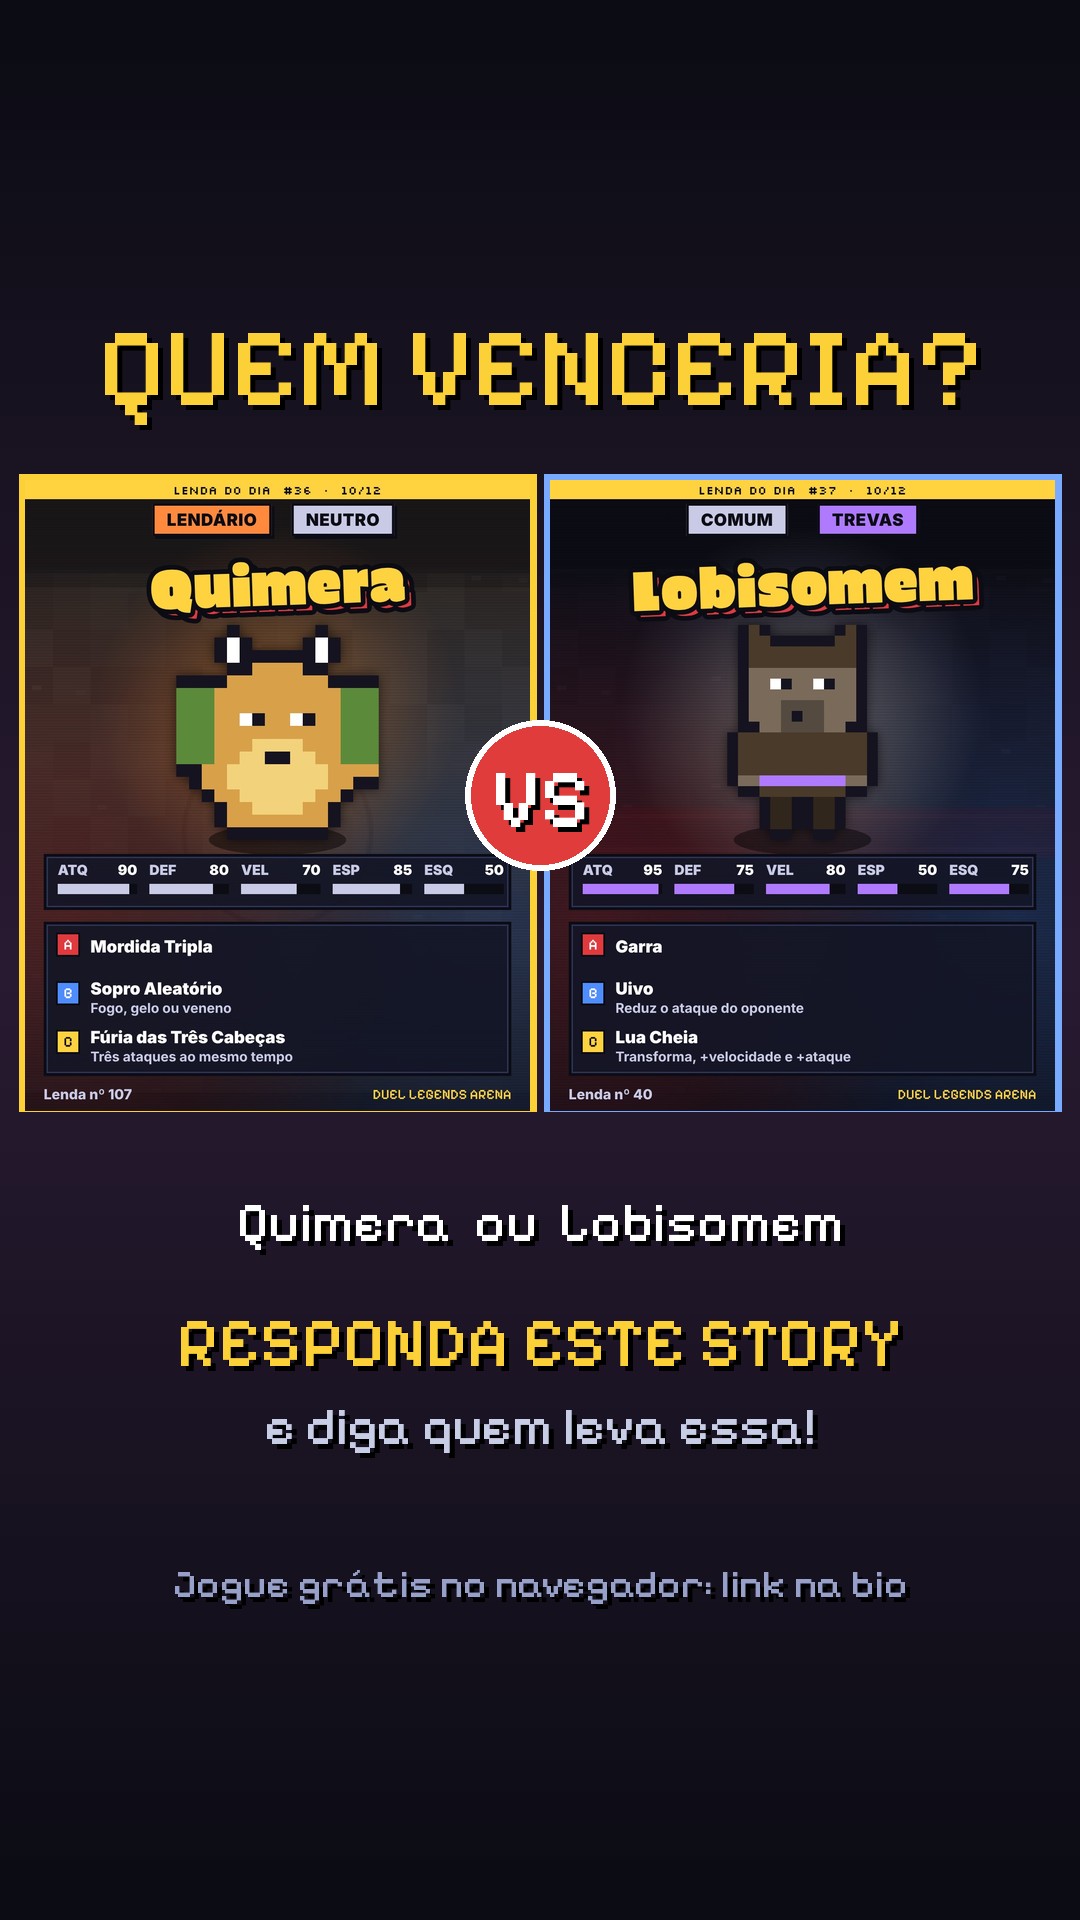 QUEM VENCERIA?
LENDA DO DIA #36 · 10/12
LENDÁRIO NEUTRO
Quimera
ATQ 90 DEF 80 VEL 70 ESP 85 ESQ 50
A Mordida Tripla
B Sopro Aleatório
Fogo, gelo ou veneno
C Fúria das Três Cabeças
Três ataques ao mesmo tempo
Lenda nº 107 DUEL LEGENDS ARENA
VS
LENDA DO DIA #37 · 10/12
COMUM TREVAS
Lobisomem
ATQ 95 DEF 75 VEL 80 ESP 50 ESQ 75
A Garra
B Uivo
Reduz o ataque do oponente
C Lua Cheia
Transforma, +velocidade e +ataque
Lenda nº 40 DUEL LEGENDS ARENA
Quimera ou Lobisomem
RESPONDA ESTE STORY
e diga quem leva essa!
Jogue grátis no navegador: link na bio